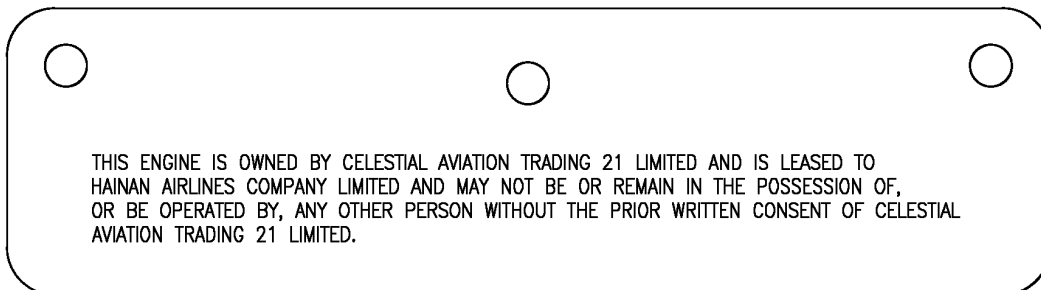 THIS ENGINE IS OWNED BY CELESTIAL AVIATION TRADING 21 LIMITED AND IS LEASED TO
HAINAN AIRLINES COMPANY LIMITED AND MAY NOT BE OR REMAIN IN THE POSSESSION OF,
OR BE OPERATED BY, ANY OTHER PERSON WITHOUT THE PRIOR WRITTEN CONSENT OF CELESTIAL
AVIATION TRADING 21 LIMITED.